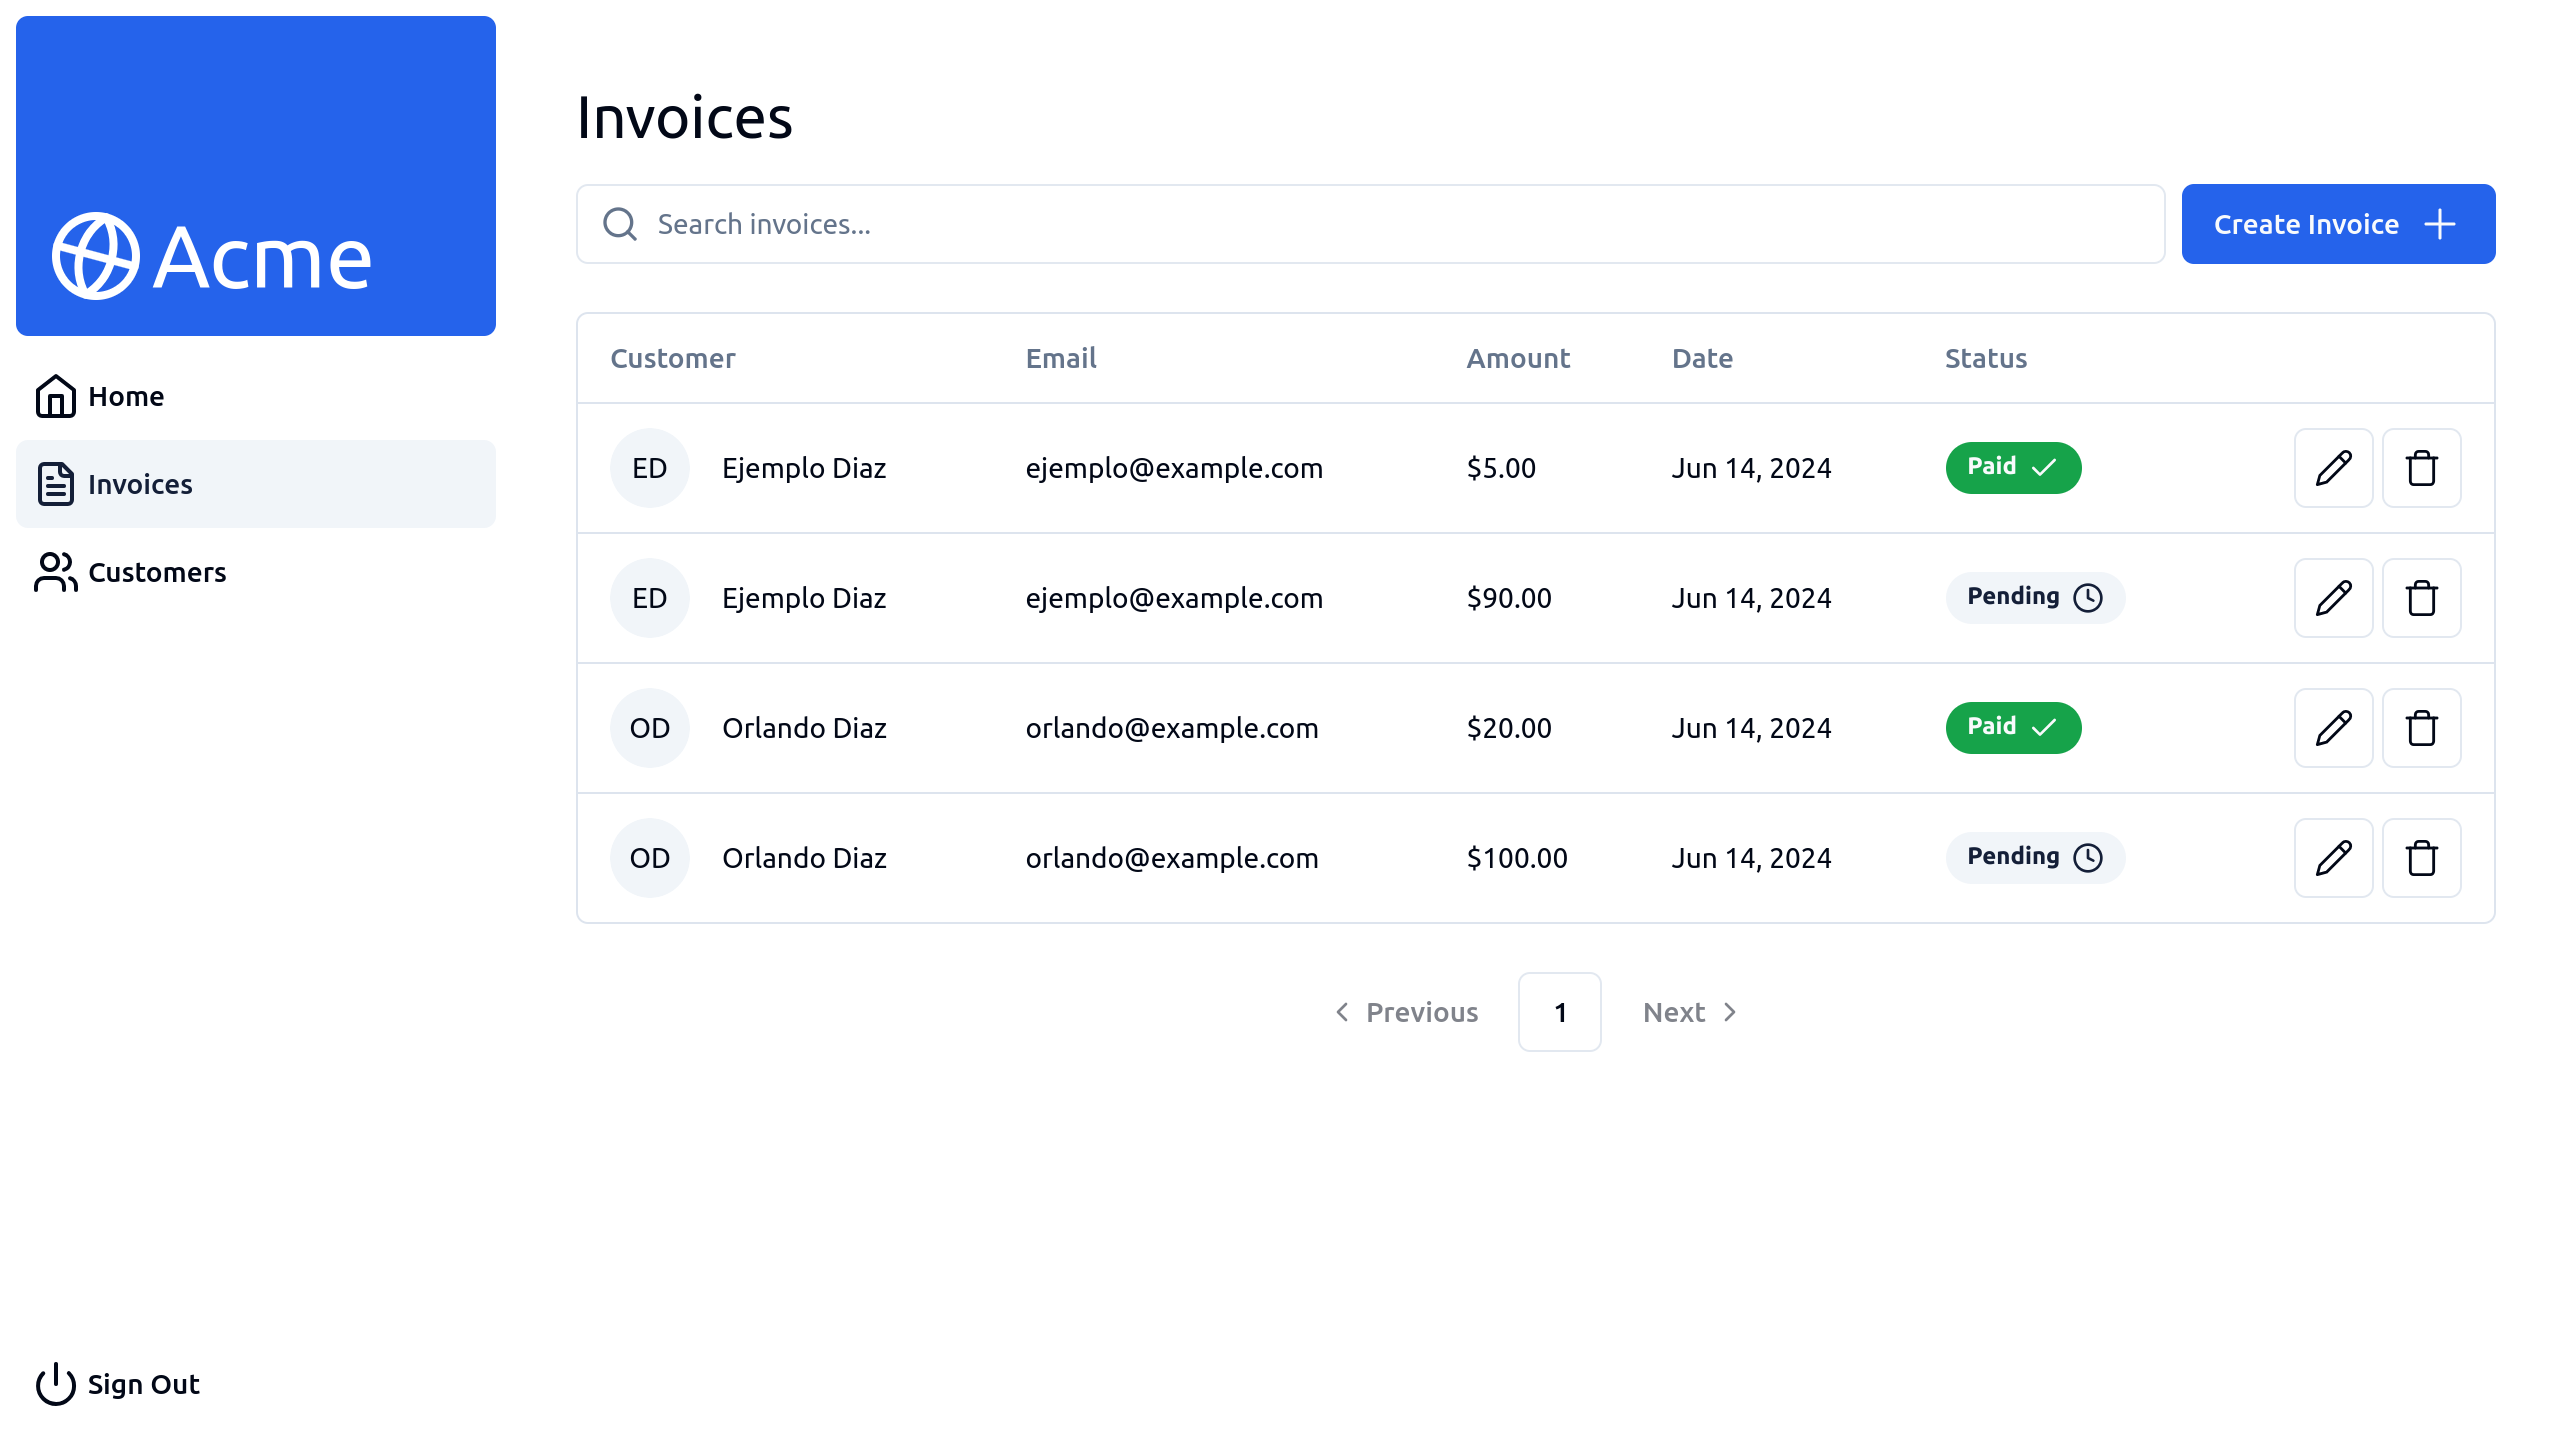 Acme
Home
Invoices
Customers
Sign Out
Invoices
Search invoices...
Create Invoice
Customer Email Amount Date Status
ED Ejemplo Diaz ejemplo@example.com $5.00 Jun 14, 2024 Paid
ED Ejemplo Diaz ejemplo@example.com $90.00 Jun 14, 2024 Pending
OD Orlando Diaz orlando@example.com $20.00 Jun 14, 2024 Paid
OD Orlando Diaz orlando@example.com $100.00 Jun 14, 2024 Pending
Previous 1 Next